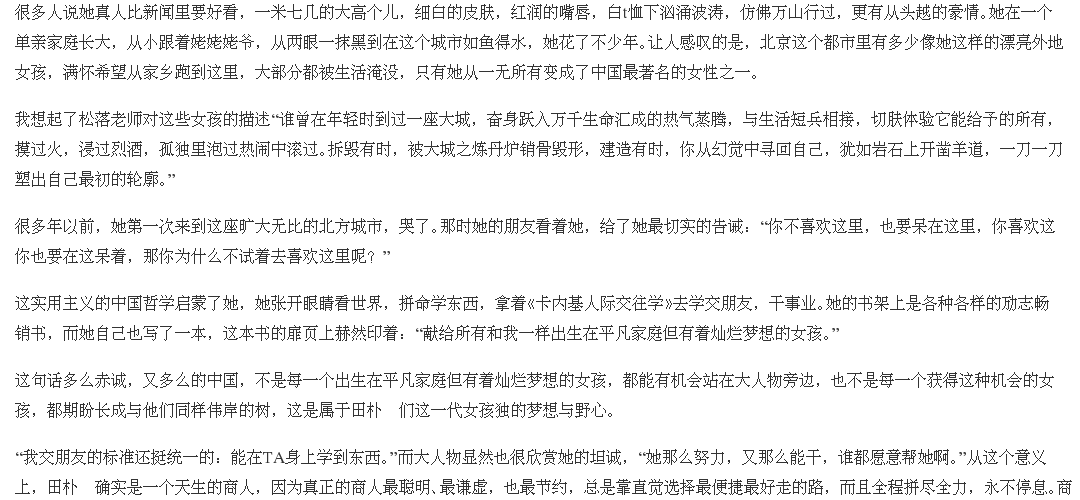 很多人说她真人比新闻里要好看，一米七几的大高个儿，细白的皮肤，红润的嘴唇，白t恤下汹涌波涛，仿佛万山行过，更有从头越的豪情。她在一个
单亲家庭长大，从小跟着姥姥姥爷，从两眼一抹黑到在这个城市如鱼得水，她花了不少年。让人感叹的是，北京这个都市里有多少像她这样的漂亮外地
女孩，满怀希望从家乡跑到这里，大部分都被生活淹没，只有她从一无所有变成了中国最著名的女性之一。
我想起了松落老师对这些女孩的描述“谁曾在年轻时到过一座大城，奋身跃入万千生命汇成的热气蒸腾，与生活短兵相接，切肤体验它能给予的所有，
摸过火，浸过烈酒，孤独里泡过热闹中滚过。拆毁有时，被大城之炼丹炉销骨毁形，建造有时，你从幻觉中寻回自己，犹如岩石上开凿羊道，一刀一刀
塑出自己最初的轮廓。”
很多年以前，她第一次来到这座旷大无比的北方城市，哭了。那时她的朋友看着她，给了她最切实的告诫：“你不喜欢这里，也要呆在这里，你喜欢这
你也要在这呆着，那你为什么不试着去喜欢这里呢？”
这实用主义的中国哲学启蒙了她，她张开眼睛看世界，拼命学东西，拿着《卡内基人际交往学》去学交朋友，干事业。她的书架上是各种各样的励志畅
销书，而她自己也写了一本，这本书的扉页上赫然印着：“献给所有和我一样出生在平凡家庭但有着灿烂梦想的女孩。”
这句话多么赤诚，又多么的中国，不是每一个出生在平凡家庭但有着灿烂梦想的女孩，都能有机会站在大人物旁边，也不是每一个获得这种机会的女
孩，都期盼长成与他们同样伟岸的树，这是属于田朴　们这一代女孩独的梦想与野心。
“我交朋友的标准还挺统一的：能在TA身上学到东西。”而大人物显然也很欣赏她的坦诚，“她那么努力，又那么能干，谁都愿意帮她啊。”从这个意义
上，田朴　确实是一个天生的商人，因为真正的商人最聪明、最谦虚，也最节约，总是靠直觉选择最便捷最好走的路，而且全程拼尽全力，永不停息。商